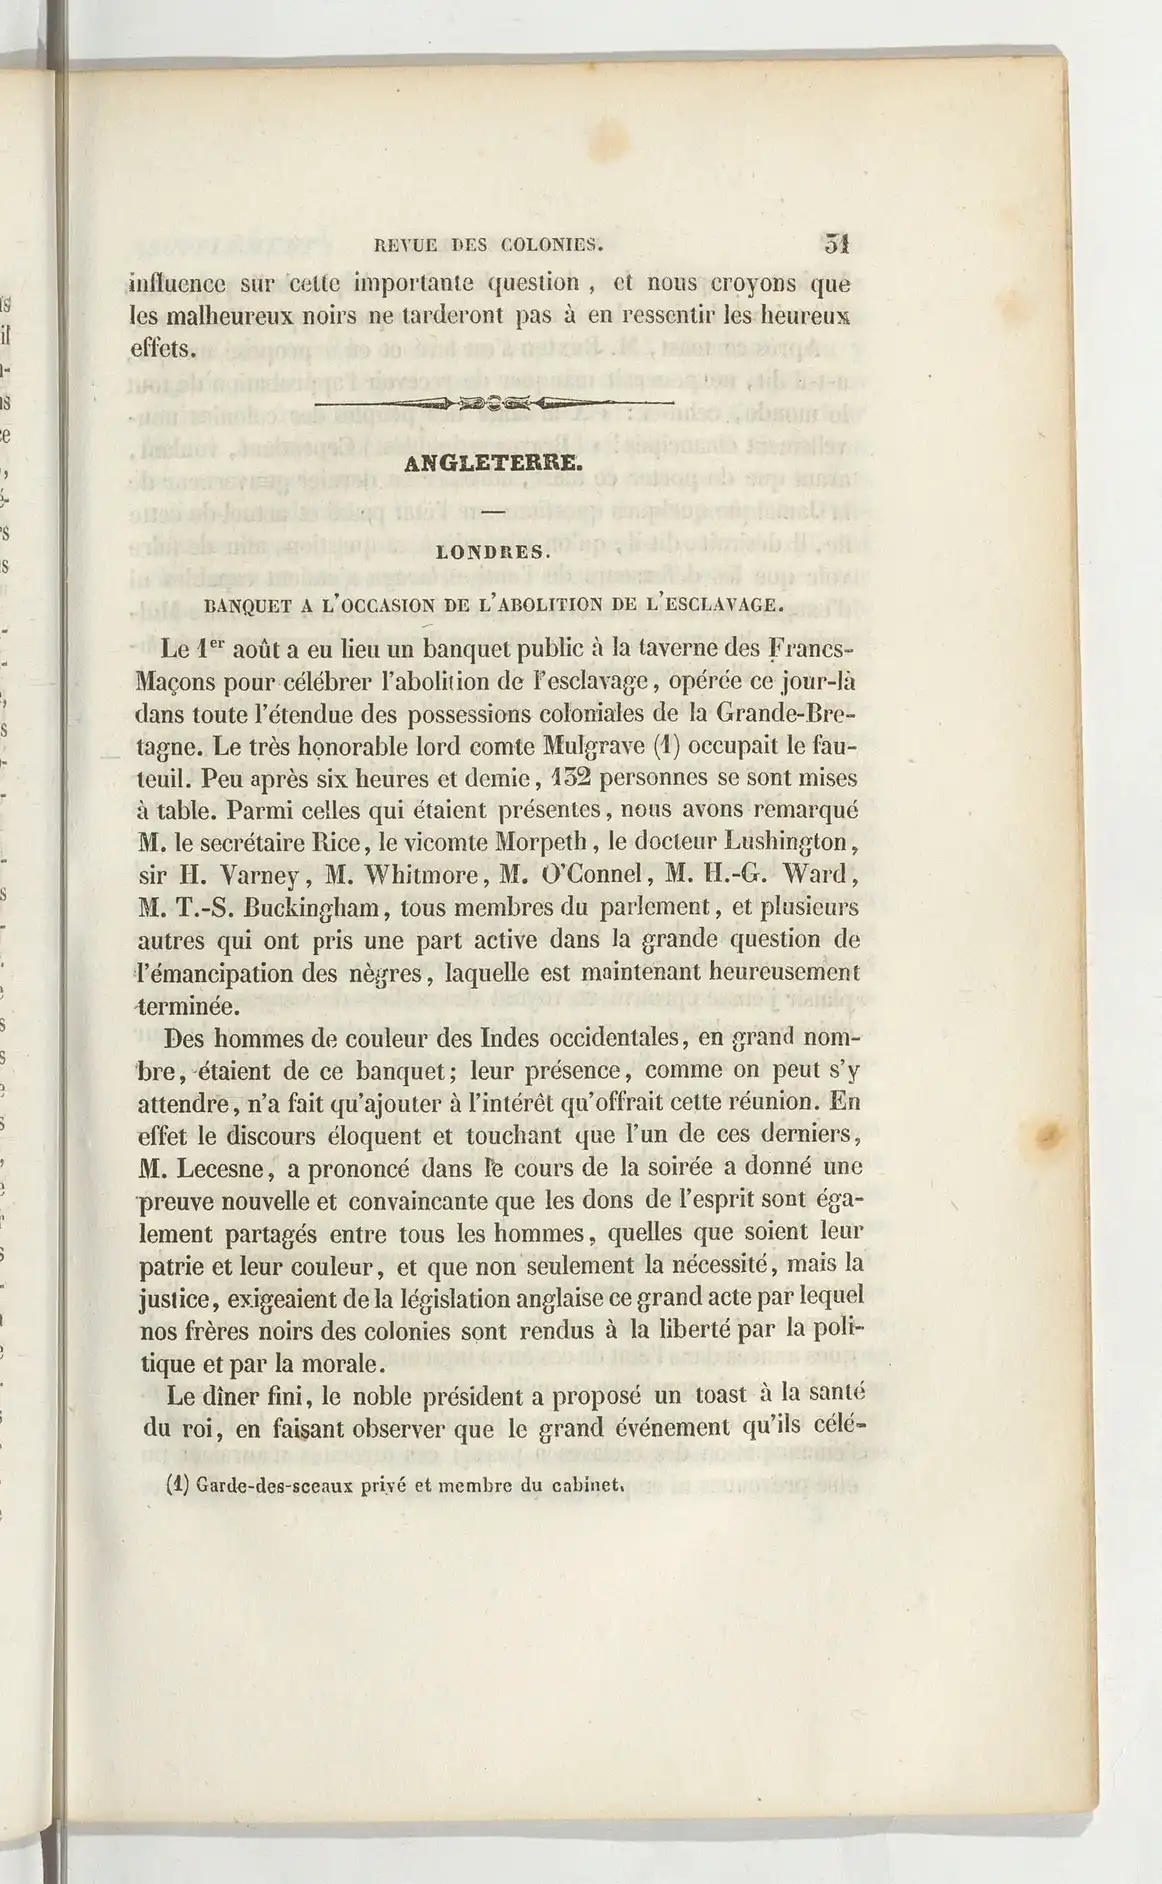 REVUE DES COLONIES. 31
influence sur cette importante question , et nous croyons que
les malheureux noirs ne tarderont pas à en ressentir les heureux
effets.
ANGLETERRE.
LONDRES.
BANQUET A L'OCCASION DE L'ABOLITION DE L'ESCLAVAGE.
Le 1er août a eu lieu un banquet public à la taverne des Francs-
Maçons pour célébrer l'abolition de l'esclavage, opérée ce jour-là
dans toute l'étendue des possessions coloniales de la Grande-Bre-
tagne. Le très honorable lord comte Mulgrave (1) occupait le fau-
teuil. Peu après six heures et demie, 132 personnes se sont mises
à table. Parmi celles qui étaient présentes, nous avons remarqué
M. le secrétaire Rice, le vicomte Morpeth, le docteur Lushington,
sir H. Varney, M. Whitmore, M. O'Connel, M. H.-G. Ward,
M. T.-S. Buckingham, tous membres du parlement, et plusieurs
autres qui ont pris une part active dans la grande question de
l'émancipation des nègres, laquelle est maintenant heureusement
terminée.
Des hommes de couleur des Indes occidentales, en grand nom-
bre, étaient de ce banquet; leur présence, comme on peut s'y
attendre, n'a fait qu'ajouter à l'intérêt qu'offrait cette réunion. En
effet le discours éloquent et touchant que l'un de ces derniers,
M. Lecesne, a prononcé dans le cours de la soirée a donné une
preuve nouvelle et convaincante que les dons de l'esprit sont éga-
lement partagés entre tous les hommes, quelles que soient leur
patrie et leur couleur, et que non seulement la nécessité, mais la
justice, exigeaient de la législation anglaise ce grand acte par lequel
nos frères noirs des colonies sont rendus à la liberté par la poli-
tique et par la morale.
Le dîner fini, le noble président a proposé un toast à la santé
du roi, en faisant observer que le grand événement qu'ils célé-
(1) Garde-des-sceaux privé et membre du cabinet.